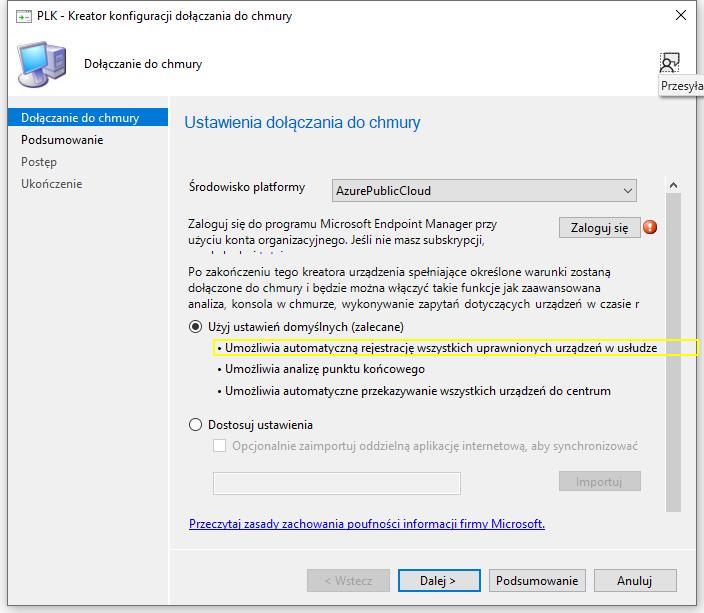 PLK - Kreator konfiguracji dołączania do chmury
Dołączanie do chmury
Przesyła
Dołączanie do chmury
Podsumowanie
Postęp
Ukończenie
Ustawienia dołączania do chmury
Środowisko platformy
AzurePublicCloud
Zaloguj się do programu Microsoft Endpoint Manager przy
użyciu konta organizacyjnego. Jeśli nie masz subskrypcji,
Zaloguj się
Po zakończeniu tego kreatora urządzenia spełniające określone warunki zostaną
dołączone do chmury i będzie można włączyć takie funkcje jak zaawansowana
analiza, konsola w chmurze, wykonywanie zapytań dotyczących urządzeń w czasie r
Użyj ustawień domyślnych (zalecane)
• Umożliwia automatyczną rejestrację wszystkich uprawnionych urządzeń w usłudze
• Umożliwia analizę punktu końcowego
• Umożliwia automatyczne przekazywanie wszystkich urządzeń do centrum
Dostosuj ustawienia
Opcjonalnie zaimportuj oddzielną aplikację internetową, aby synchronizować
Importuj
Przeczytaj zasady zachowania poufności informacji firmy Microsoft.
< Wstecz
Dalej >
Podsumowanie
Anuluj